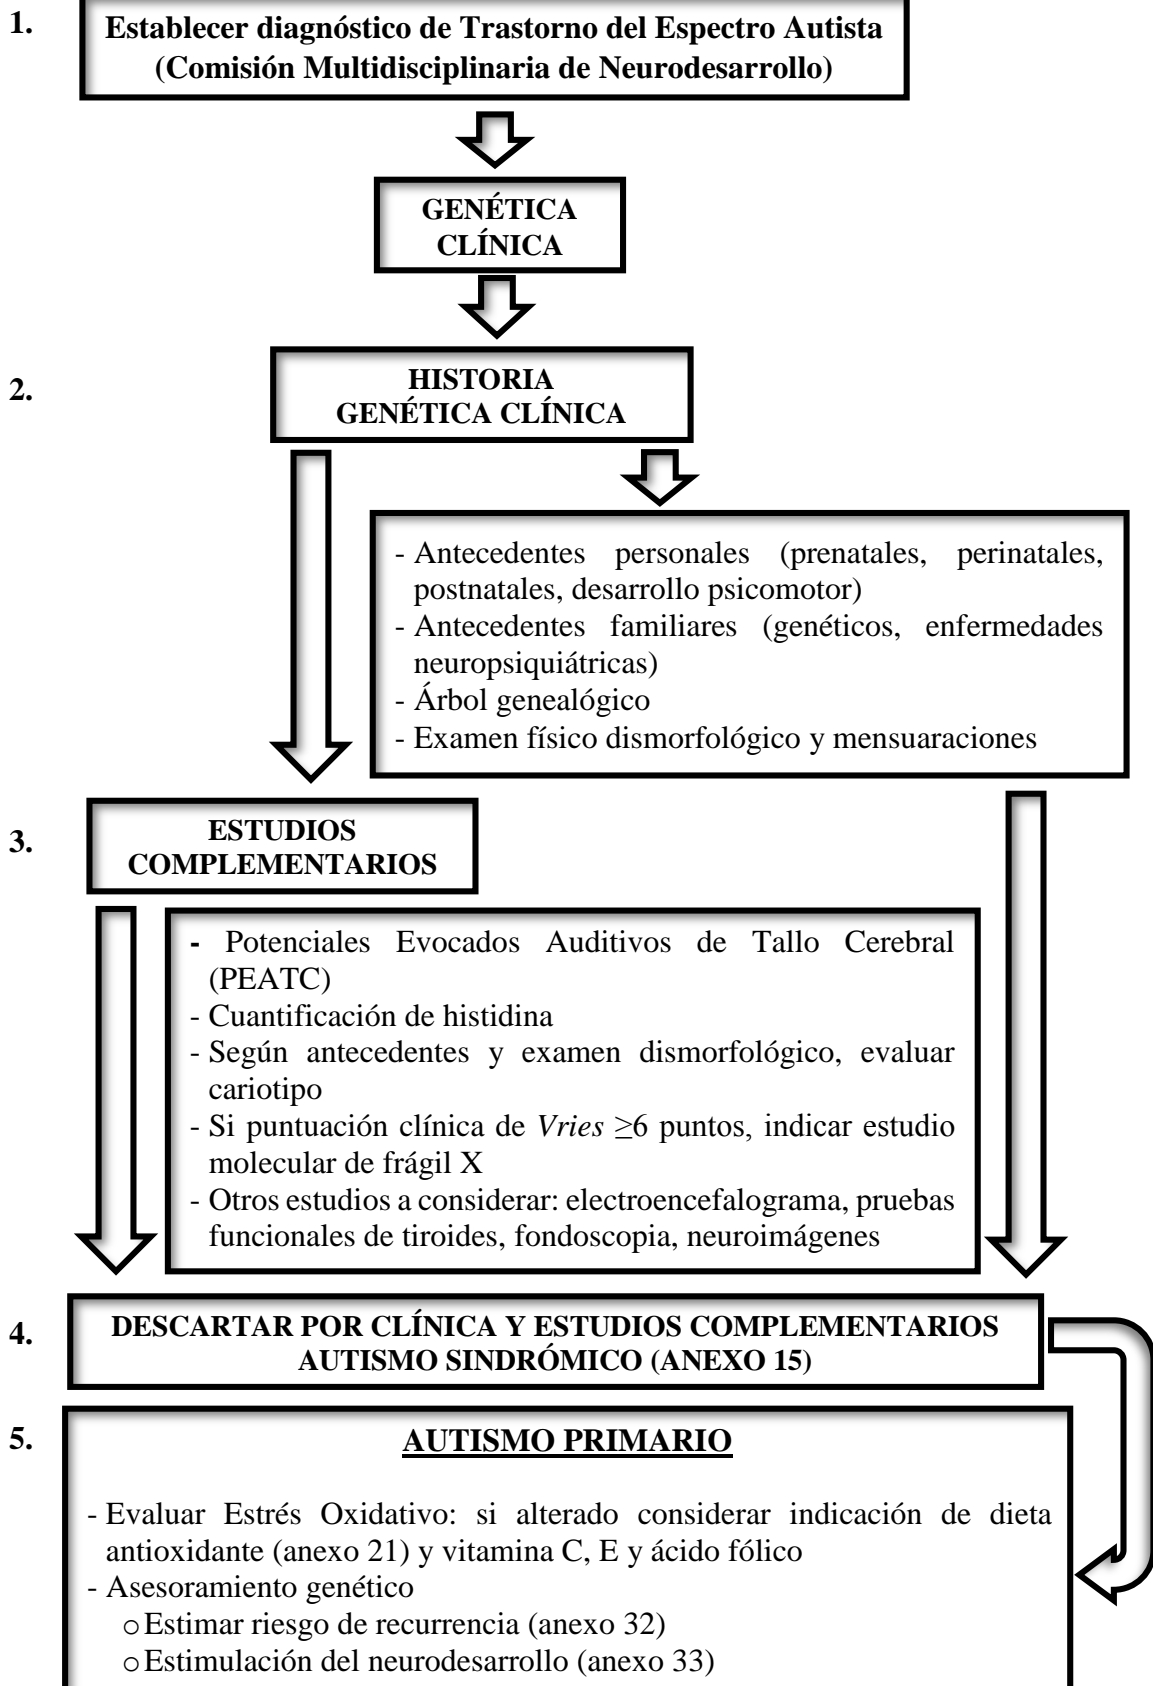 1.
Establecer diagnóstico de Trastorno del Espectro Autista
(Comisión Multidisciplinaria de Neurodesarrollo)
GENÉTICA
CLÍNICA
2.
HISTORIA
GENÉTICA CLÍNICA
- Antecedentes personales (prenatales, perinatales,
postnatales, desarrollo psicomotor)
- Antecedentes familiares (genéticos, enfermedades
neuropsiquiátricas)
- Árbol genealógico
- Examen físico dismorfológico y mensuaraciones
3.
ESTUDIOS
COMPLEMENTARIOS
- Potenciales Evocados Auditivos de Tallo Cerebral
(PEATC)
- Cuantificación de histidina
- Según antecedentes y examen dismorfológico, evaluar
cariotipo
- Si puntuación clínica de Vries ≥6 puntos, indicar estudio
molecular de frágil X
- Otros estudios a considerar: electroencefalograma, pruebas
funcionales de tiroides, fondoscopia, neuroimágenes
4.
DESCARTAR POR CLÍNICA Y ESTUDIOS COMPLEMENTARIOS
AUTISMO SINDRÓMICO (ANEXO 15)
5.
AUTISMO PRIMARIO
- Evaluar Estrés Oxidativo: si alterado considerar indicación de dieta
antioxidante (anexo 21) y vitamina C, E y ácido fólico
- Asesoramiento genético
o Estimar riesgo de recurrencia (anexo 32)
o Estimulación del neurodesarrollo (anexo 33)